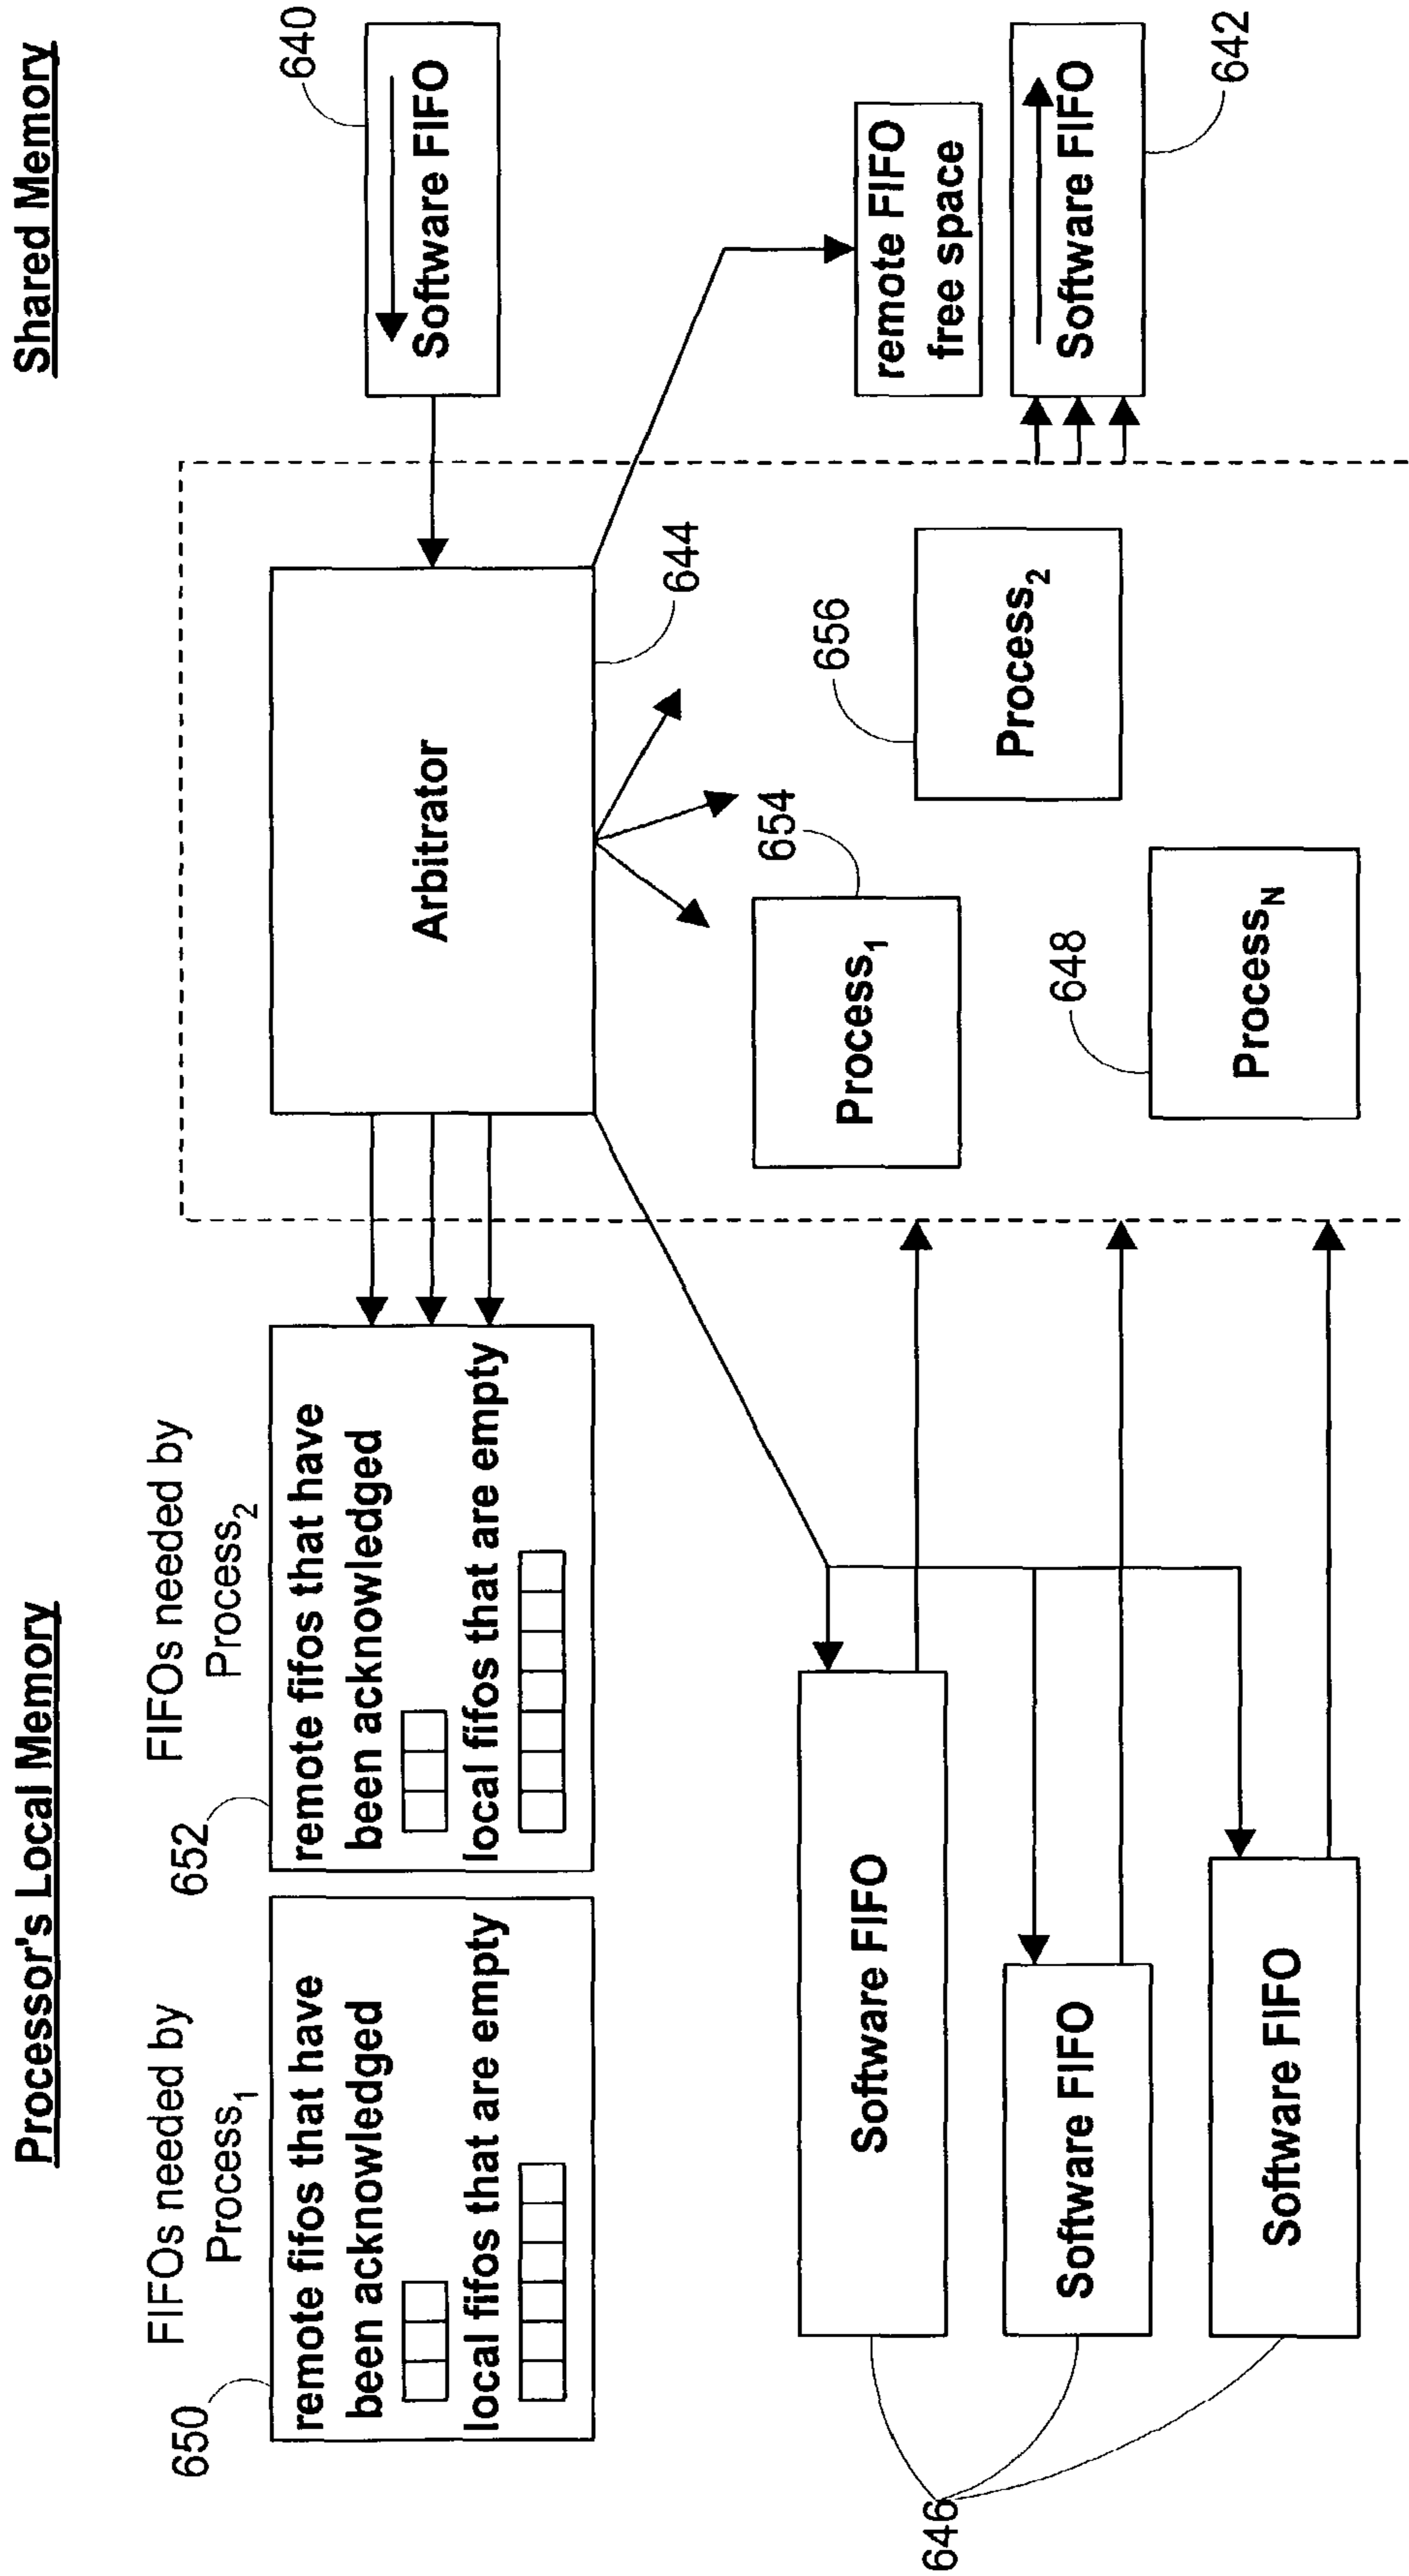 Processor's Local Memory
Shared Memory
FIFOs needed by
Process1
650
remote fifos that have
been acknowledged
local fifos that are empty
FIFOs needed by
Process2
652
remote fifos that have
been acknowledged
local fifos that are empty
Arbitrator
644
640
Software FIFO
remote FIFO
free space
Software FIFO
642
654
Process1
656
Process2
648
ProcessN
Software FIFO
Software FIFO
Software FIFO
646